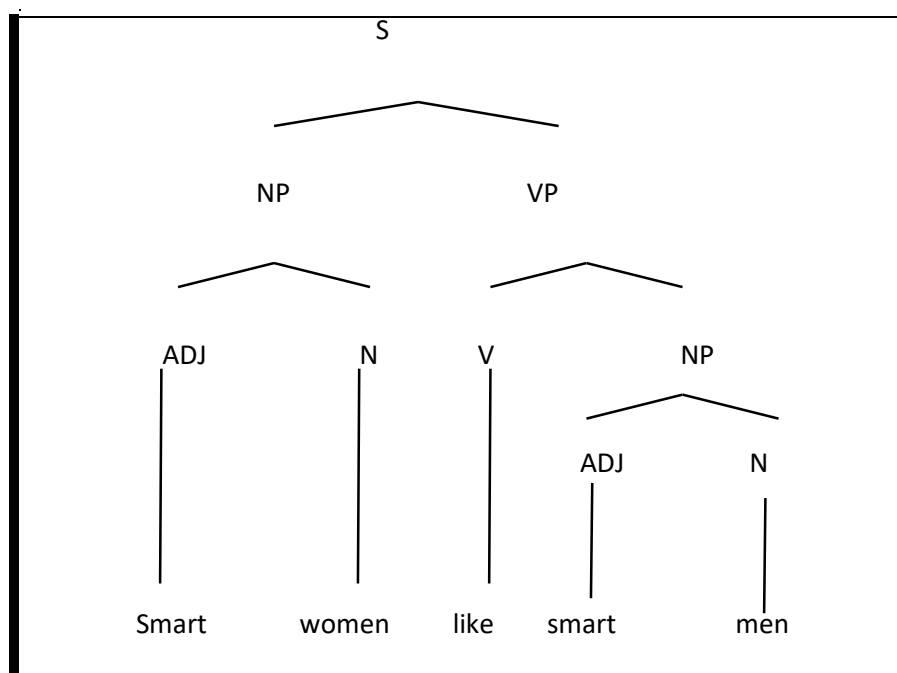 S
NP VP
ADJ N V NP
ADJ N
Smart women like smart men